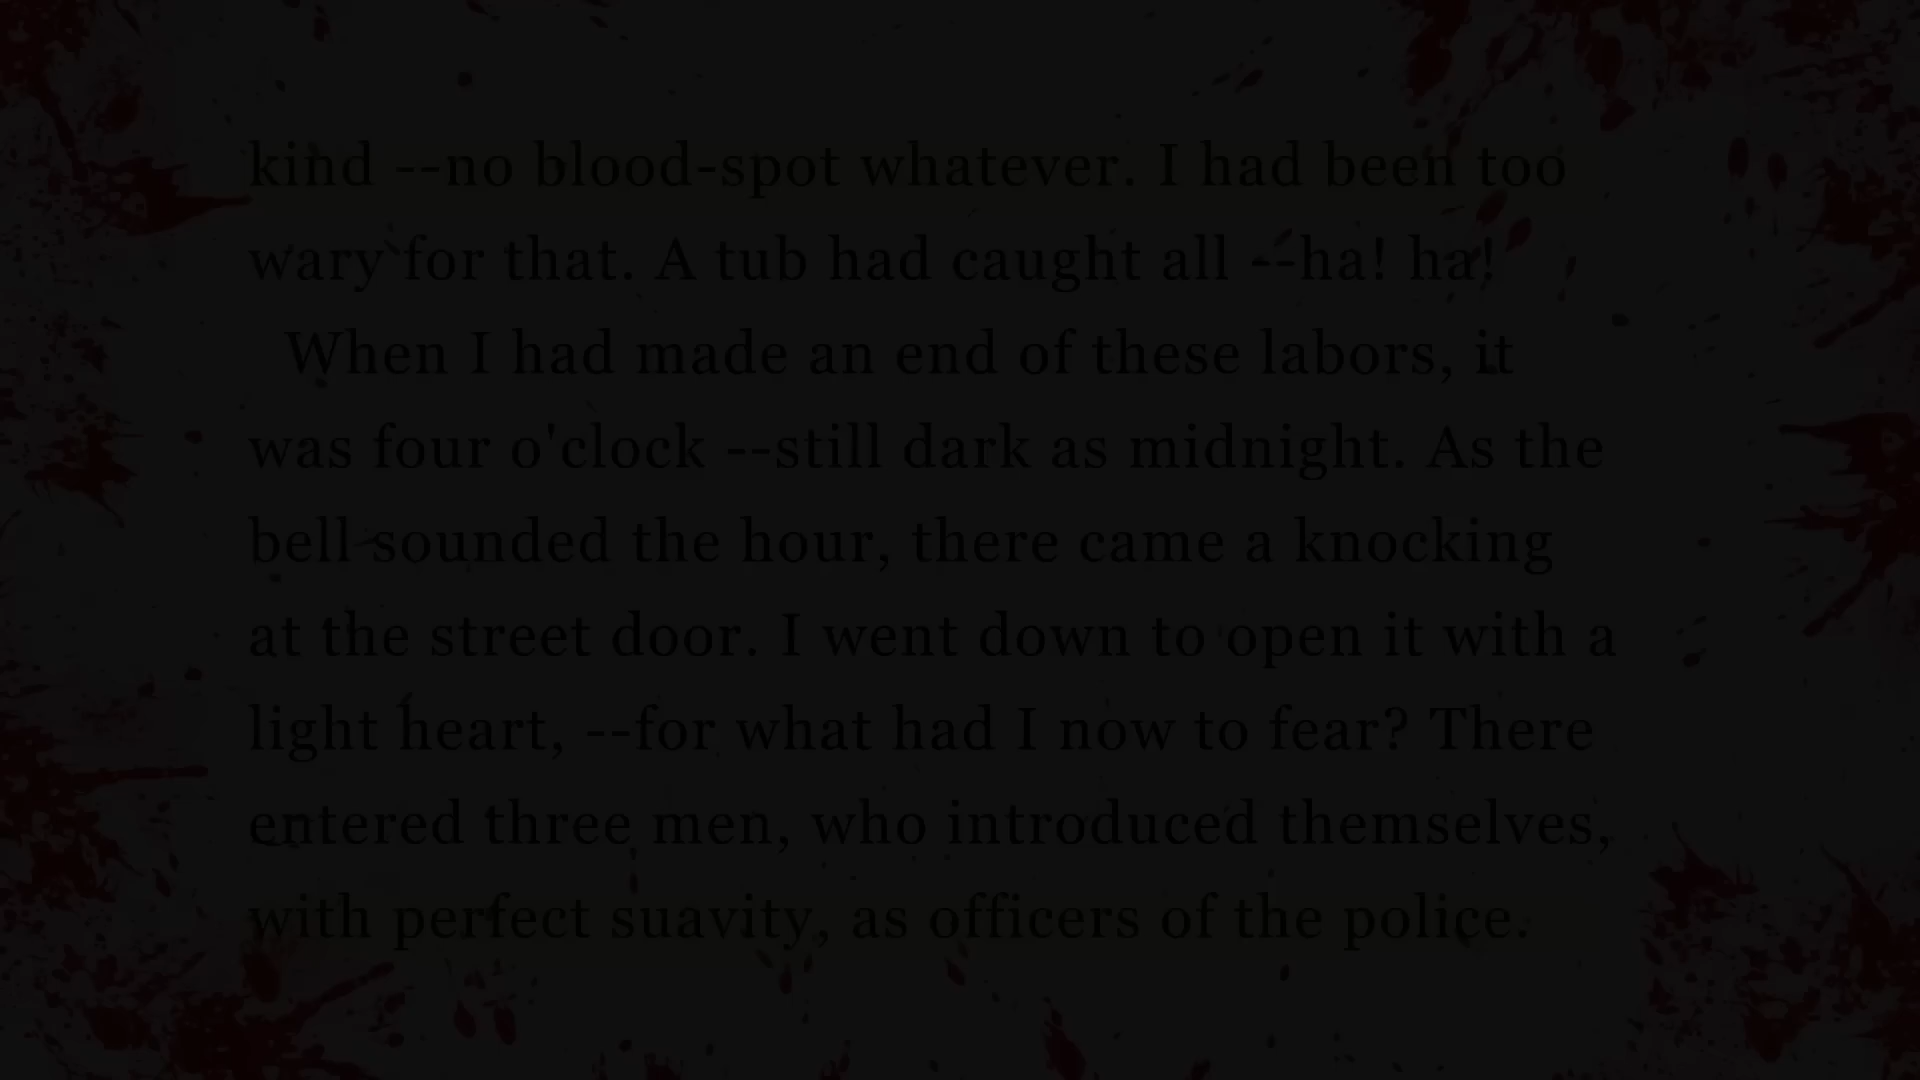 kind --no blood-spot whatever. I had been too
wary for that. A tub had caught all --ha! ha!
When I had made an end of these labors, it
was four o'clock --still dark as midnight. As the
bell sounded the hour, there came a knocking
at the street door. I went down to open it with a
light heart, --for what had I now to fear? There
entered three men, who introduced themselves,
with perfect suavity, as officers of the police.